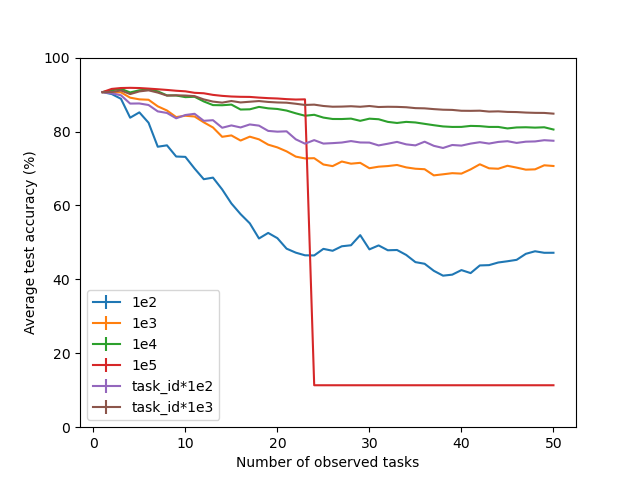 100
80
60
40
20
0
Average test accuracy (%)
1e2
1e3
1e4
1e5
task_id*1e2
task_id*1e3
0 10 20 30 40 50
Number of observed tasks